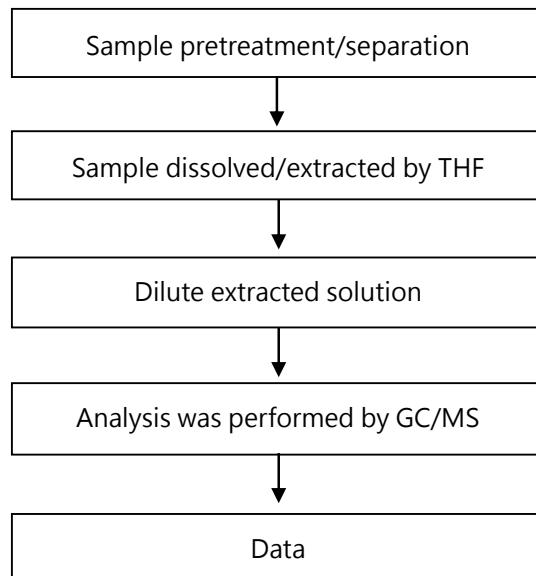 Sample pretreatment/separation
Sample dissolved/extracted by THF
Dilute extracted solution
Analysis was performed by GC/MS
Data